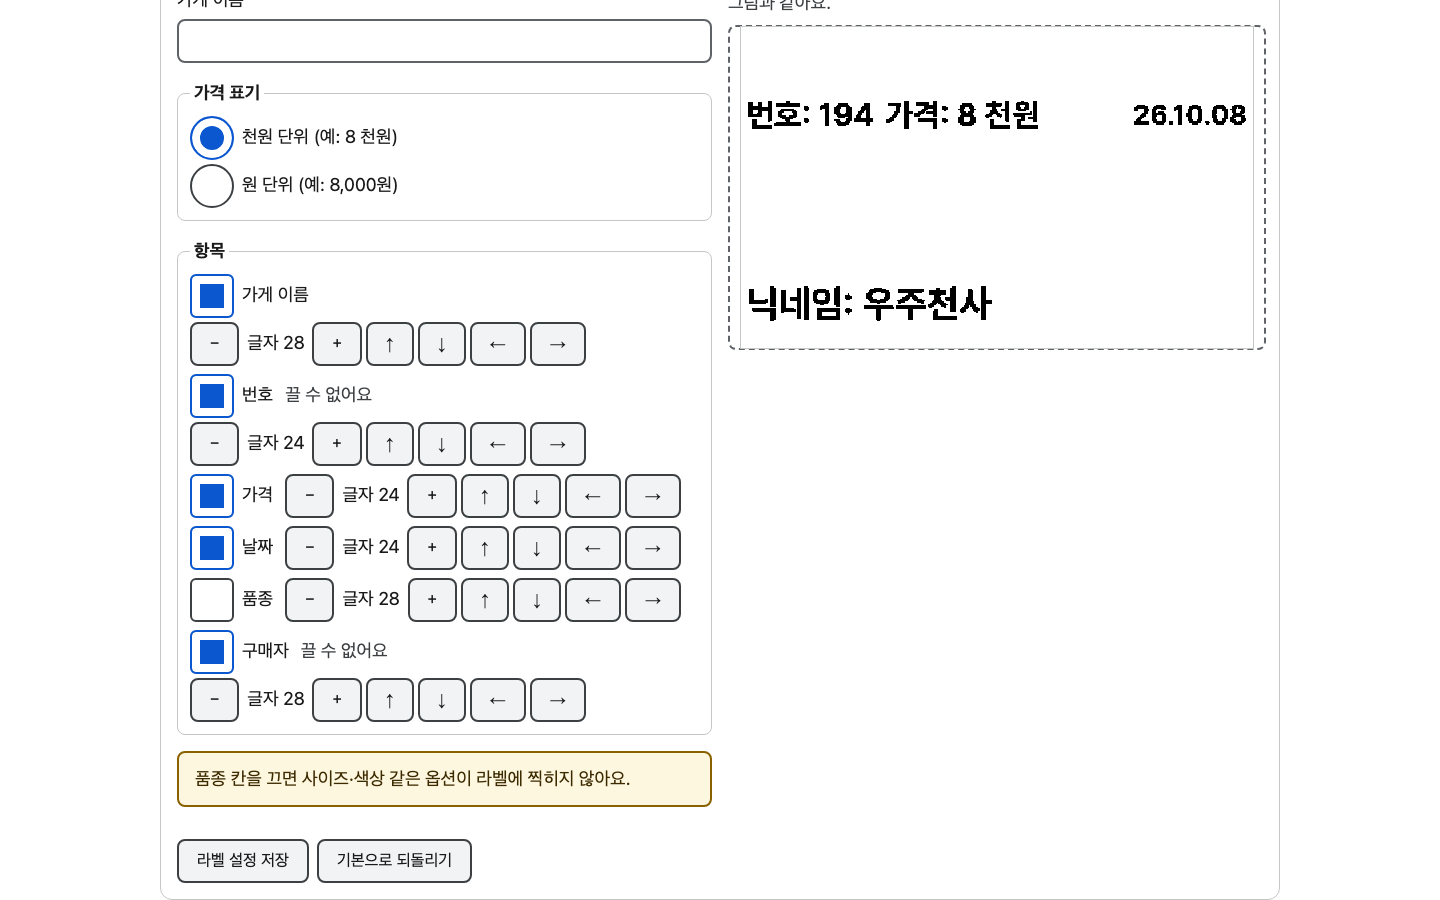 가게 이름
가격 표기
천원 단위 (예: 8 천원)
원 단위 (예: 8,000원)
항목
가게 이름
− 글자 28 + ↑ ↓ ← →
번호 끌 수 없어요
− 글자 24 + ↑ ↓ ← →
가격 − 글자 24 + ↑ ↓ ← →
날짜 − 글자 24 + ↑ ↓ ← →
품종 − 글자 28 + ↑ ↓ ← →
구매자 끌 수 없어요
− 글자 28 + ↑ ↓ ← →
품종 칸을 끄면 사이즈·색상 같은 옵션이 라벨에 찍히지 않아요.
라벨 설정 저장 기본으로 되돌리기
그림과 같아요.
번호: 194 가격: 8 천원 26.10.08
닉네임: 우주천사